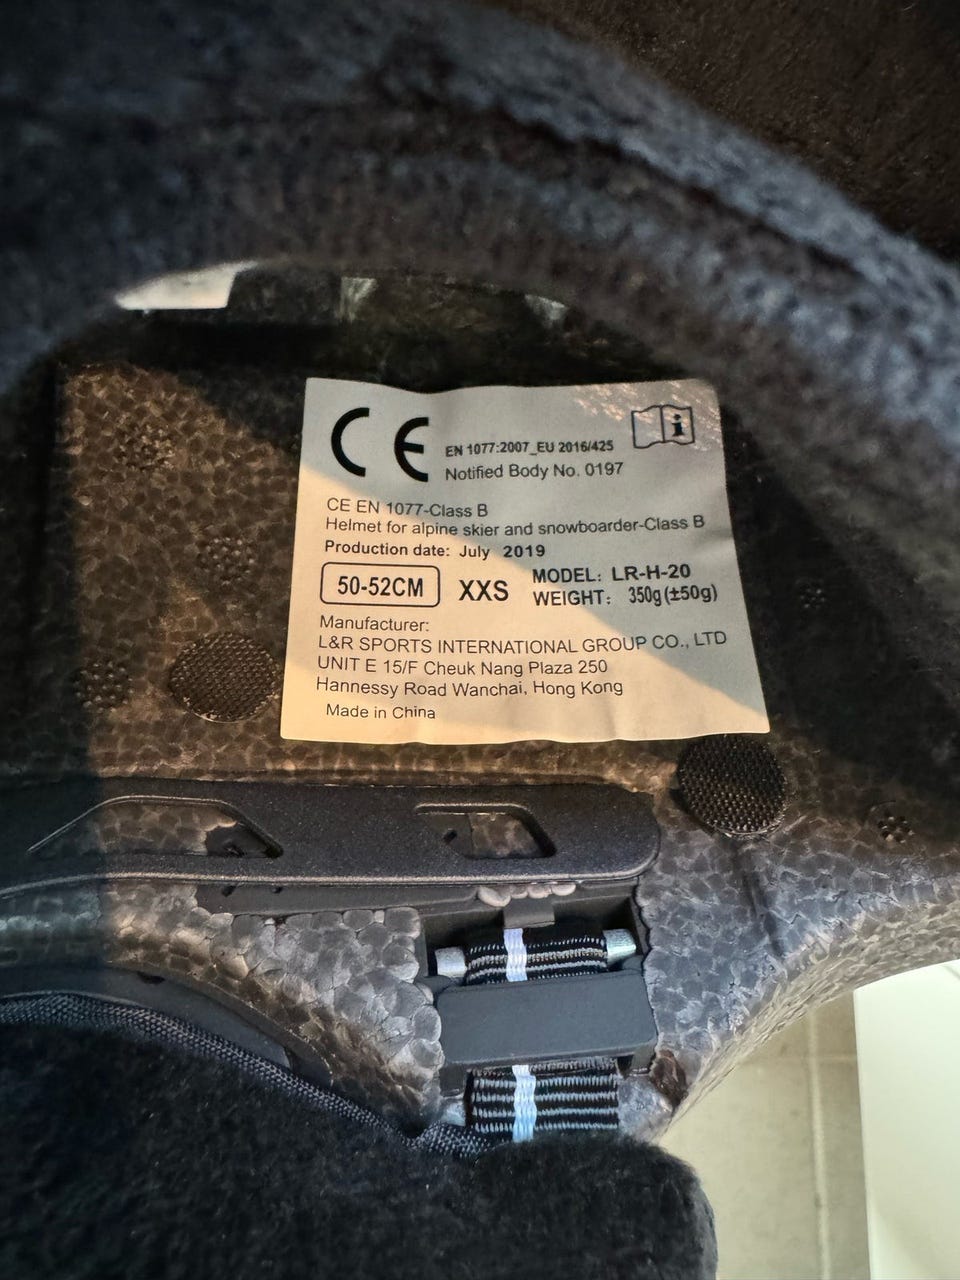 CE
EN 1077:2007_EU 2016/425
i
Notified Body No. 0197
CE EN 1077-Class B
Helmet for alpine skier and snowboarder-Class B
Production date: July 2019
50-52CM XXS MODEL: LR-H-20
WEIGHT: 350g(±50g)
Manufacturer:
L&R SPORTS INTERNATIONAL GROUP CO., LTD
UNIT E 15/F Cheuk Nang Plaza 250
Hannessy Road Wanchai, Hong Kong
Made in China